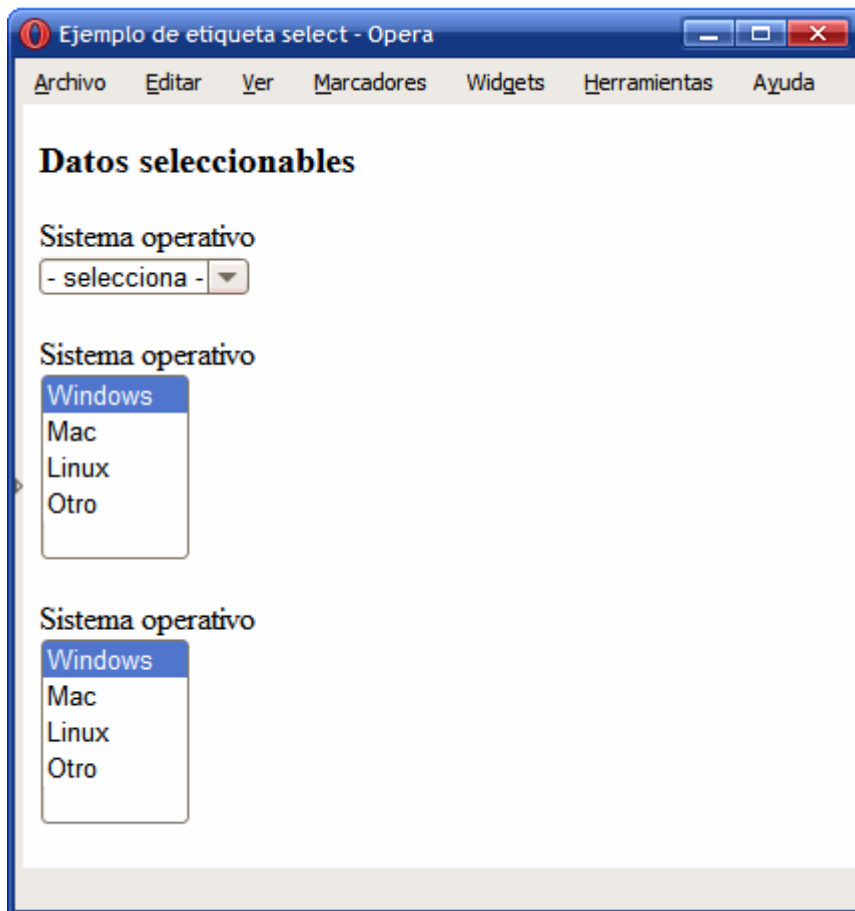 Ejemplo de etiqueta select - Opera
Archivo Editar Ver Marcadores Widgets Herramientas Ayuda
Datos seleccionables
Sistema operativo
- selecciona -
Sistema operativo
Windows
Mac
Linux
Otro
Sistema operativo
Windows
Mac
Linux
Otro